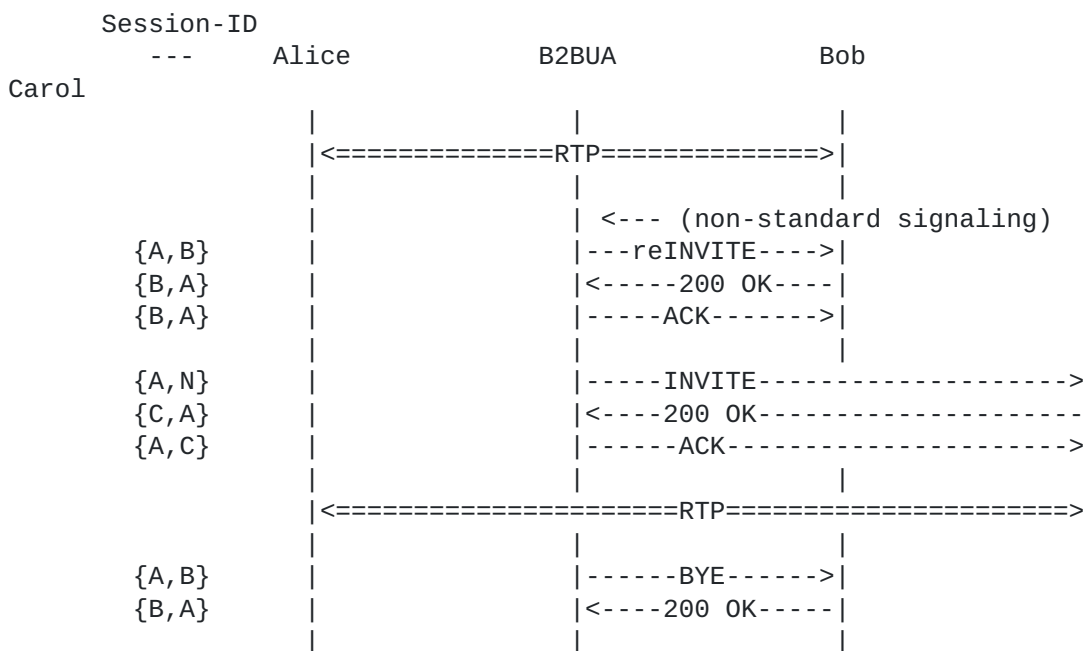 Session-ID
--- Alice B2BUA Bob
Carol
| | |
|<==============RTP==============>|
| | |
| | <--- (non-standard signaling)
{A,B} | |---reINVITE---->|
{B,A} | |<-----200 OK----|
{B,A} | |-----ACK------->|
| | |
{A,N} | |-----INVITE-------------------->
{C,A} | |<----200 OK---------------------
{A,C} | |------ACK---------------------->
| | |
|<======================RTP======================>
| | |
{A,B} | |------BYE------>|
{B,A} | |<----200 OK-----|
| | |